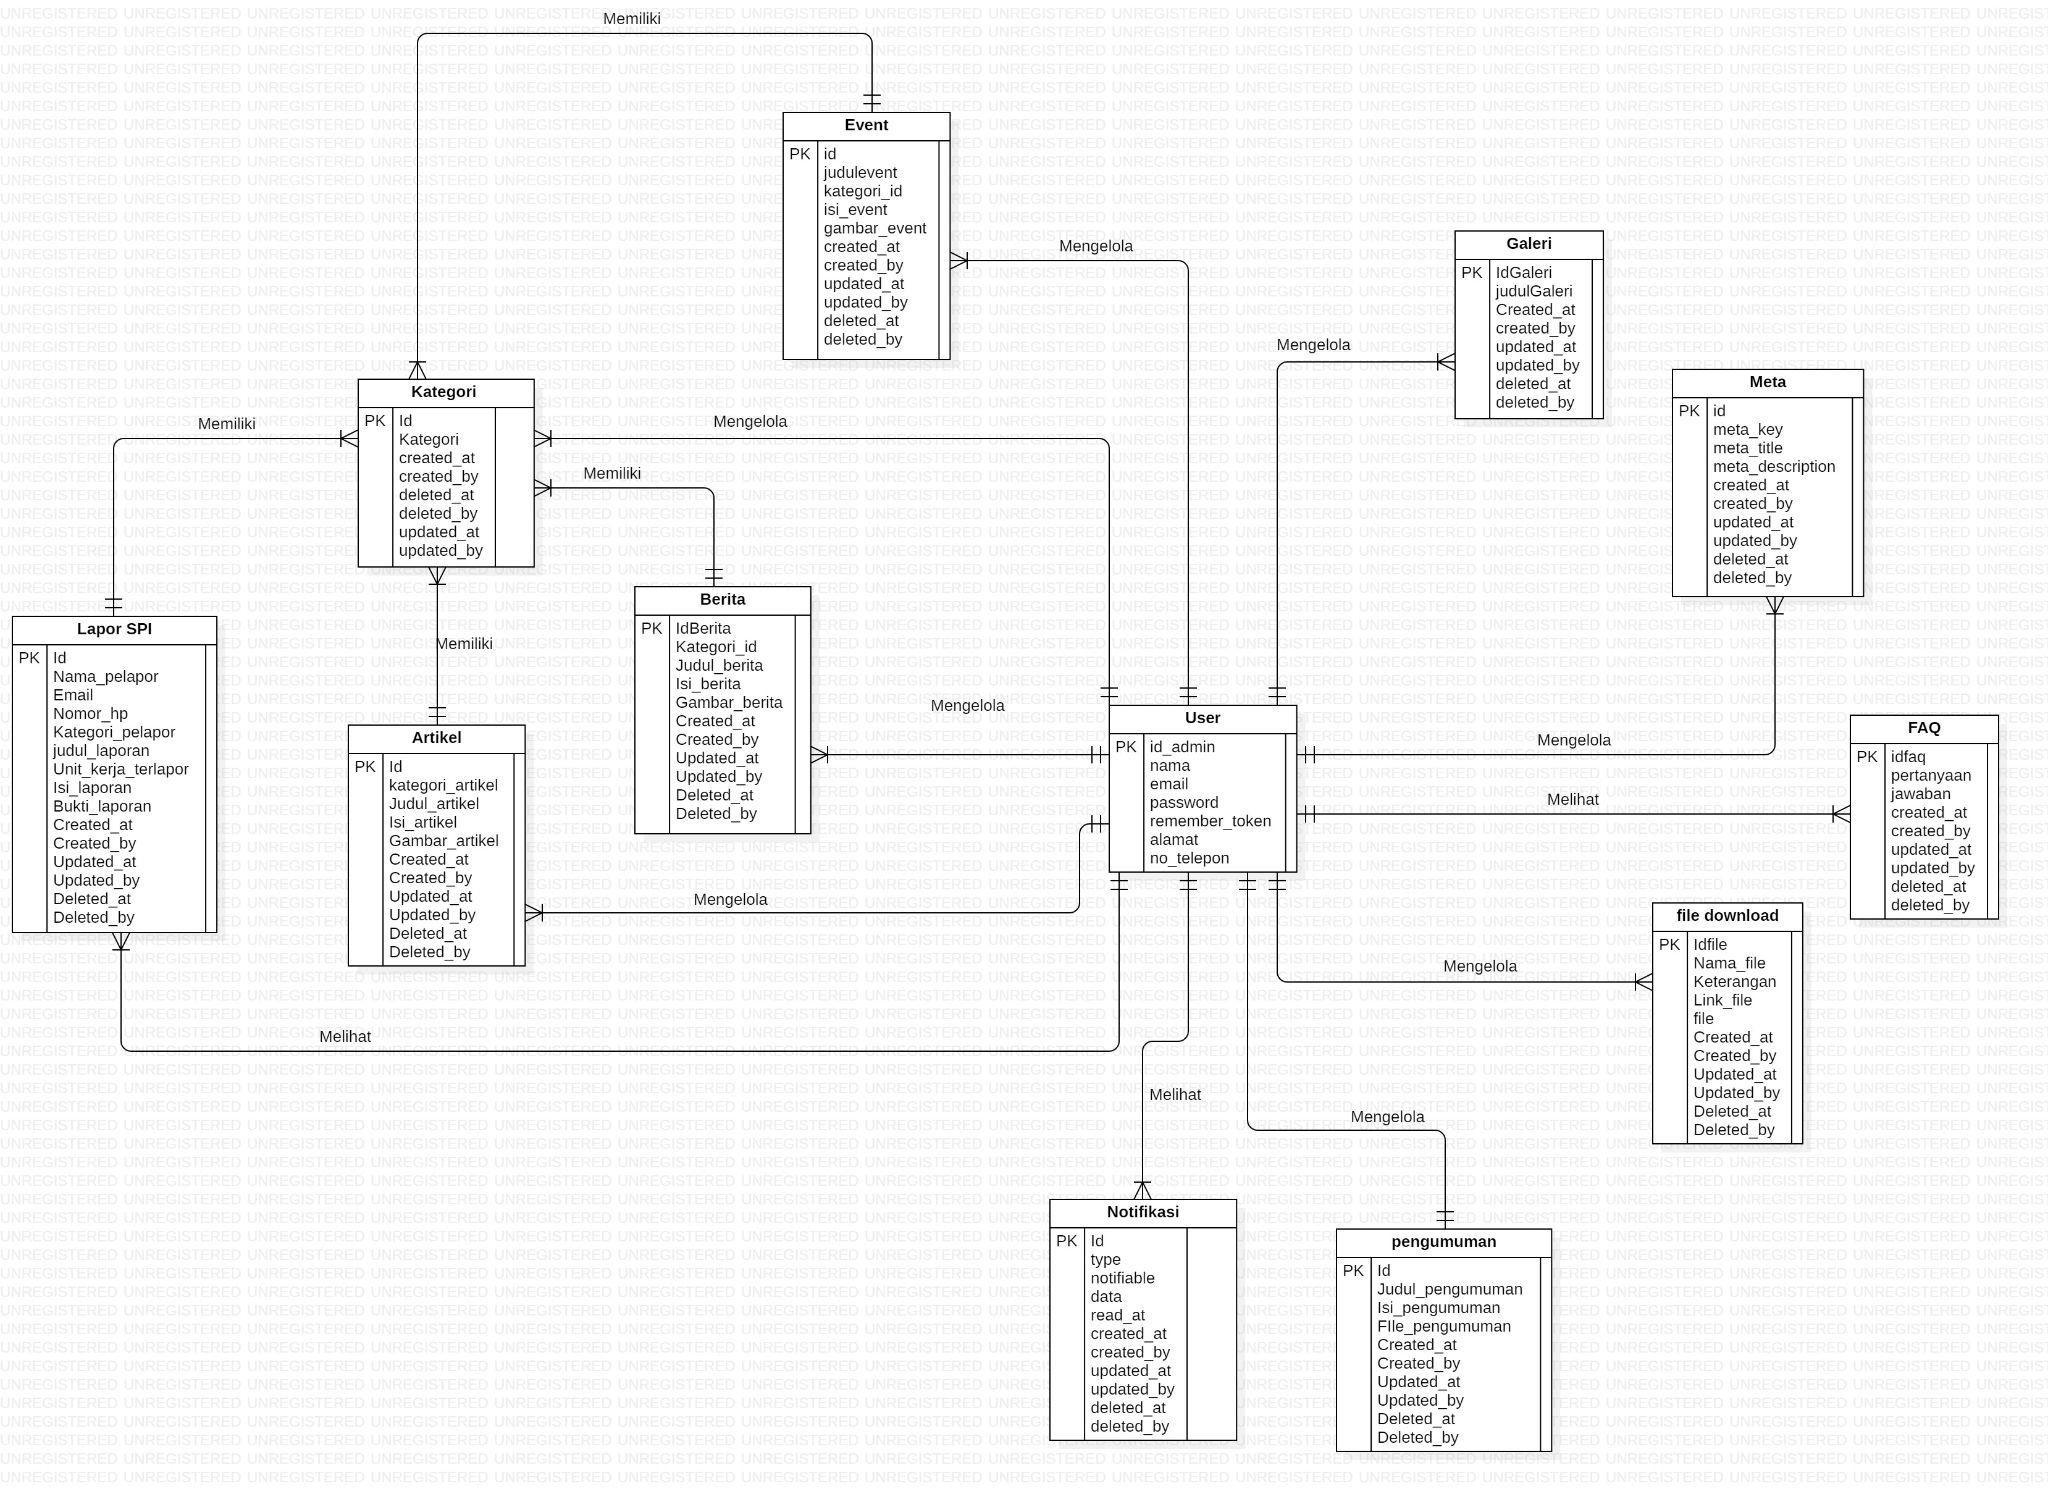 Memiliki
Event
PK id
judulevent
kategori_id
isi_event
gambar_event
created_at
created_by
updated_at
updated_by
deleted_at
deleted_by
Mengelola
Galeri
PK IdGaleri
judulGaleri
Created_at
created_by
updated_at
updated_by
deleted_at
deleted_by
Mengelola
Meta
PK id
meta_key
meta_title
meta_description
created_at
created_by
updated_at
updated_by
deleted_at
deleted_by
Kategori
PK Id
Kategori
created_at
created_by
deleted_at
deleted_by
updated_at
updated_by
Memiliki
Mengelola
Memiliki
Memiliki
Lapor SPI
PK Id
Nama_pelapor
Email
Nomor_hp
Kategori_pelapor
judul_laporan
Unit_kerja_terlapor
Isi_laporan
Bukti_laporan
Created_at
Created_by
Updated_at
Updated_by
Deleted_at
Deleted_by
Berita
PK IdBerita
Kategori_id
Judul_berita
Isi_berita
Gambar_berita
Created_at
Created_by
Updated_at
Updated_by
Deleted_at
Deleted_by
Mengelola
Artikel
PK Id
kategori_artikel
Judul_artikel
Isi_artikel
Gambar_artikel
Created_at
Created_by
Updated_at
Updated_by
Deleted_at
Deleted_by
Mengelola
User
PK id_admin
nama
email
password
remember_token
alamat
no_telepon
Mengelola
Melihat
FAQ
PK idfaq
pertanyaan
jawaban
created_at
created_by
updated_at
updated_by
deleted_at
deleted_by
file download
PK Idfile
Nama_file
Keterangan
Link_file
file
Created_at
Created_by
Updated_at
Updated_by
Deleted_at
Deleted_by
Mengelola
Melihat
Melihat
Mengelola
Notifikasi
PK Id
type
notifiable
data
read_at
created_at
created_by
updated_at
updated_by
deleted_at
deleted_by
pengumuman
PK Id
Judul_pengumuman
Isi_pengumuman
FIle_pengumuman
Created_at
Created_by
Updated_at
Updated_by
Deleted_at
Deleted_by
UNREGISTERED